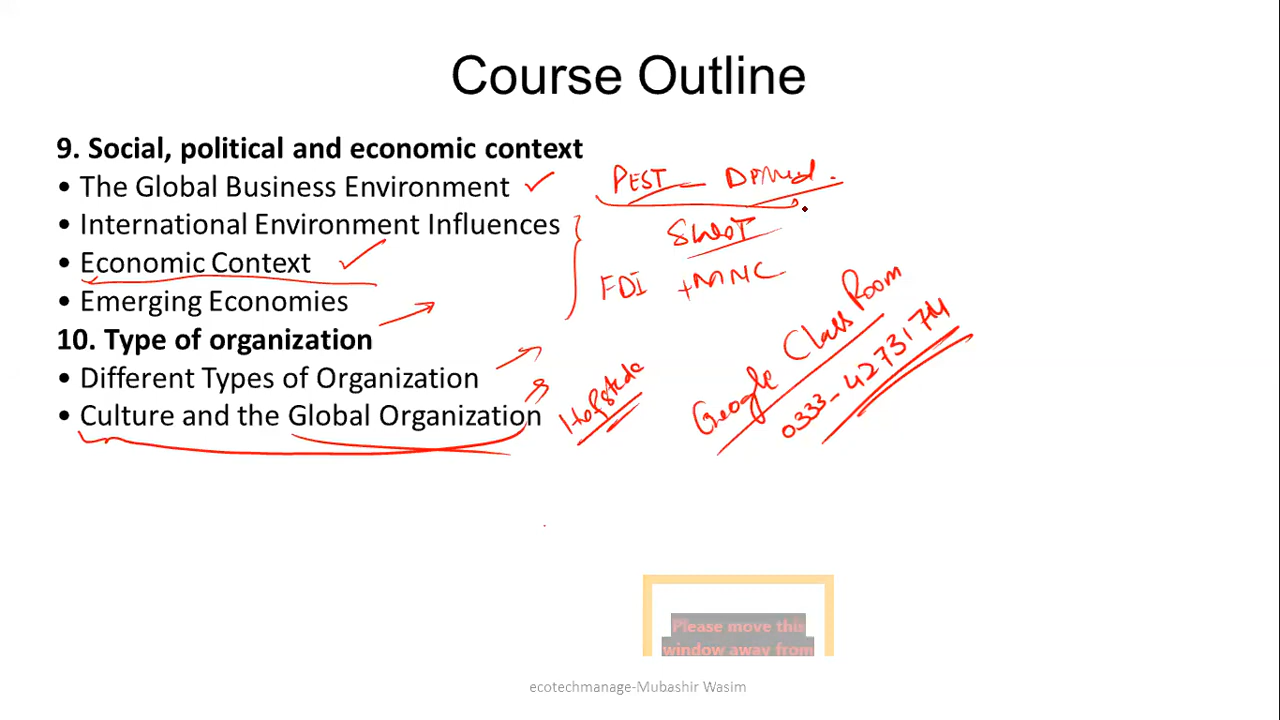 Course Outline
9. Social, political and economic context
• The Global Business Environment
• International Environment Influences
• Economic Context
• Emerging Economies
10. Type of organization
• Different Types of Organization
• Culture and the Global Organization
PEST
SWOT
FDI + MNC
Hofstede
Google Class Room
0333-4273174
Please move this
window away from
ecotechmanage-Mubashir Wasim